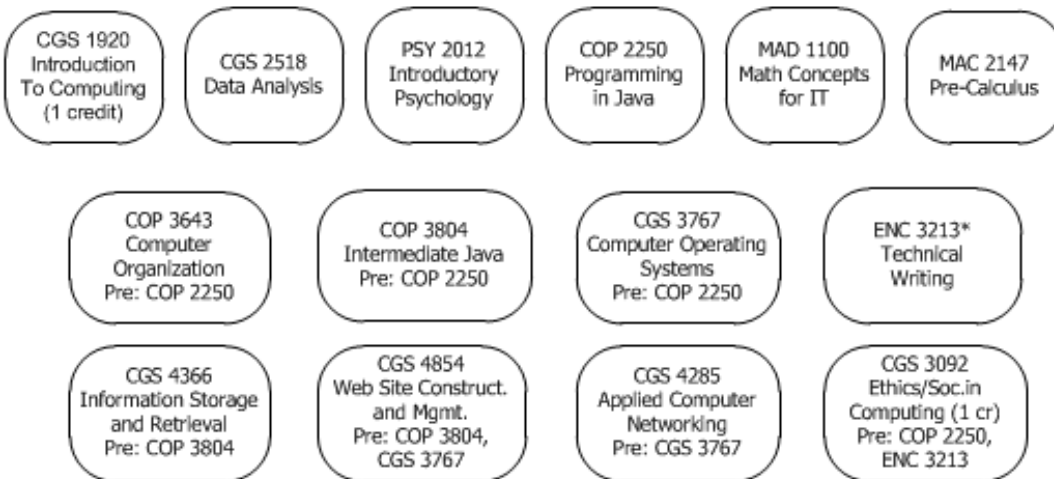 CGS 1920
Introduction
To Computing
(1 credit)
CGS 2518
Data Analysis
PSY 2012
Introductory
Psychology
COP 2250
Programming
in Java
MAD 1100
Math Concepts
for IT
MAC 2147
Pre-Calculus
COP 3643
Computer
Organization
Pre: COP 2250
COP 3804
Intermediate Java
Pre: COP 2250
CGS 3767
Computer Operating
Systems
Pre: COP 2250
ENC 3213*
Technical
Writing
CGS 4366
Information Storage
and Retrieval
Pre: COP 3804
CGS 4854
Web Site Construct.
and Mgmt.
Pre: COP 3804,
CGS 3767
CGS 4285
Applied Computer
Networking
Pre: CGS 3767
CGS 3092
Ethics/Soc.in
Computing (1 cr)
Pre: COP 2250,
ENC 3213